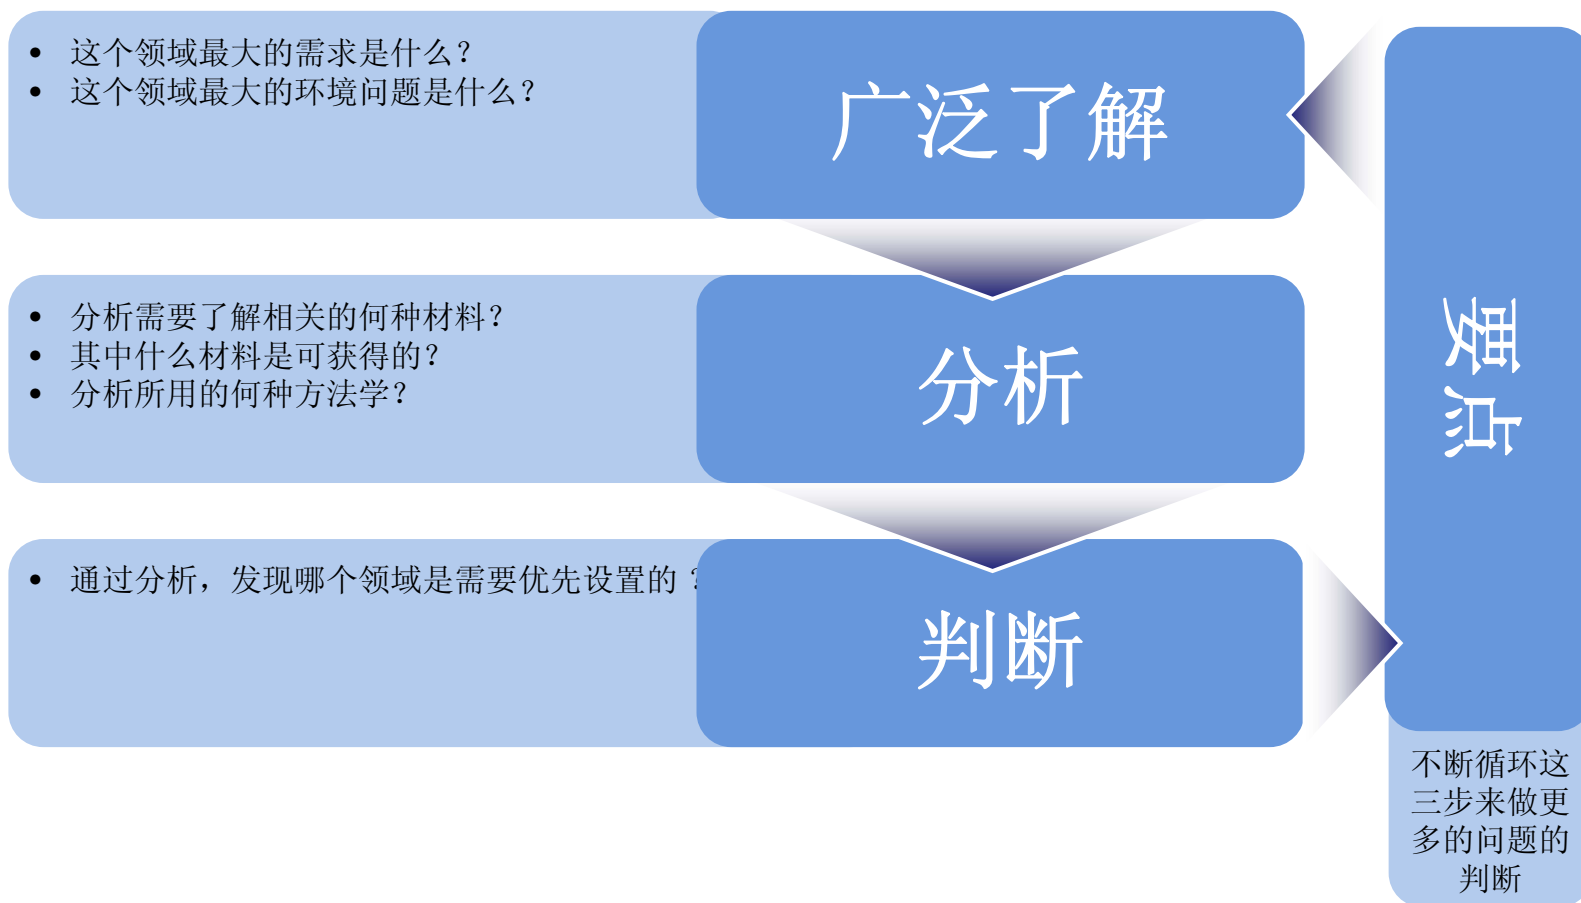 • 这个领域最大的需求是什么？
• 这个领域最大的环境问题是什么？
广泛了解
• 分析需要了解相关的何种材料？
• 其中什么材料是可获得的？
• 分析所用的何种方法学？
分析
• 通过分析，发现哪个领域是需要优先设置的？
判断
要点
不断循环这
三步来做更
多的问题的
判断